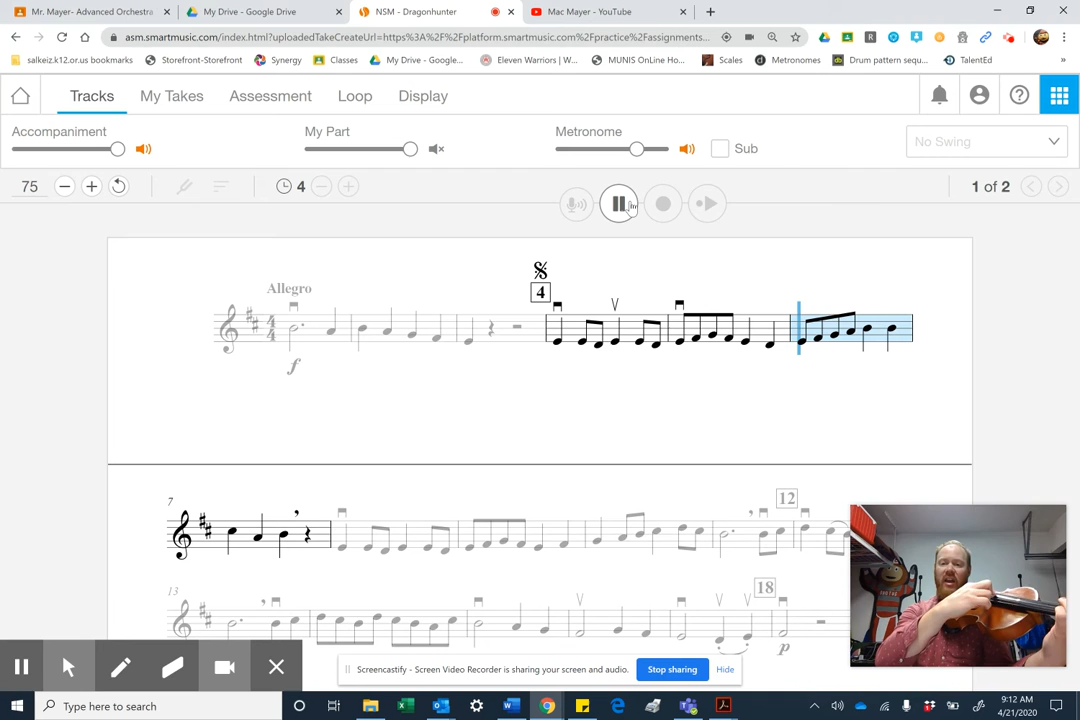 Mr. Mayer- Advanced Orchestra
My Drive - Google Drive
NSM - Dragonhunter
Mac Mayer - YouTube
asm.smartmusic.com/index.html?uploadedTakeCreateUrl=https%3A%2F%2Fplatform.smartmusic.com%2Fpractice%2Fassignments...
salkeiz.k12.or.us bookmarks
Storefront-Storefront
Synergy
Classes
My Drive - Google...
Eleven Warriors | W...
MUNIS OnLine Ho...
Scales
Metronomes
Drum pattern sequ...
TalentEd
»
Tracks
My Takes
Assessment
Loop
Display
Accompaniment
My Part
Metronome
Sub
No Swing
75
4
1 of 2
4
Allegro
f
7
12
13
18
p
Screencastify - Screen Video Recorder is sharing your screen and audio.
Stop sharing
Hide
Type here to search
9:12 AM
4/21/2020